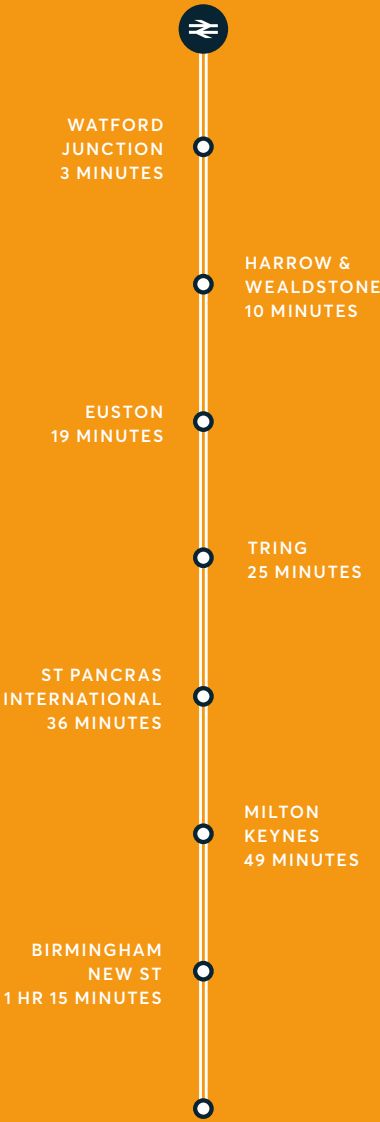 WATFORD
JUNCTION
3 MINUTES
HARROW &
WEALDSTONE
10 MINUTES
EUSTON
19 MINUTES
TRING
25 MINUTES
ST PANCRAS
INTERNATIONAL
36 MINUTES
MILTON
KEYNES
49 MINUTES
BIRMINGHAM
NEW ST
1 HR 15 MINUTES